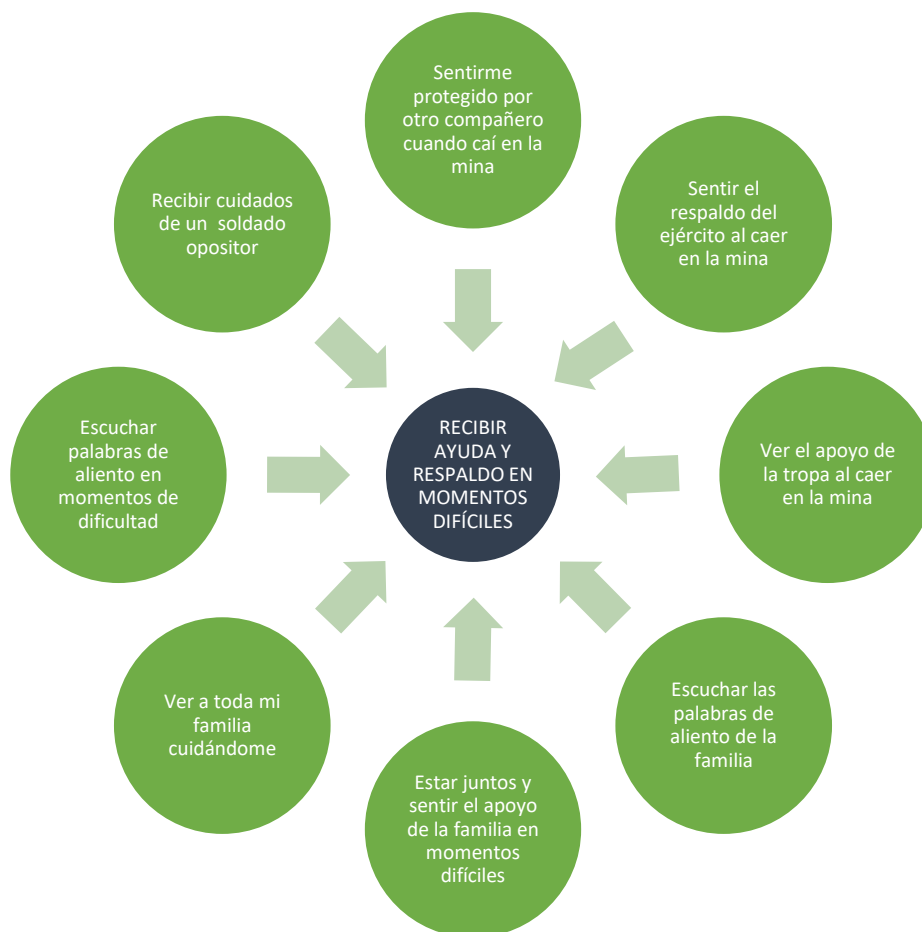 Sentirme
protegido por
otro compañero
cuando caí en la
mina
Sentir el
respaldo del
ejército al caer
en la mina
Ver el apoyo de
la tropa al caer
en la mina
Escuchar las
palabras de
aliento de la
familia
Estar juntos y
sentir el apoyo
de la familia en
momentos
difíciles
Ver a toda mi
familia
cuidándome
Escuchar
palabras de
aliento en
momentos de
dificultad
Recibir cuidados
de un soldado
opositor
RECIBIR
AYUDA Y
RESPALDO EN
MOMENTOS
DIFÍCILES